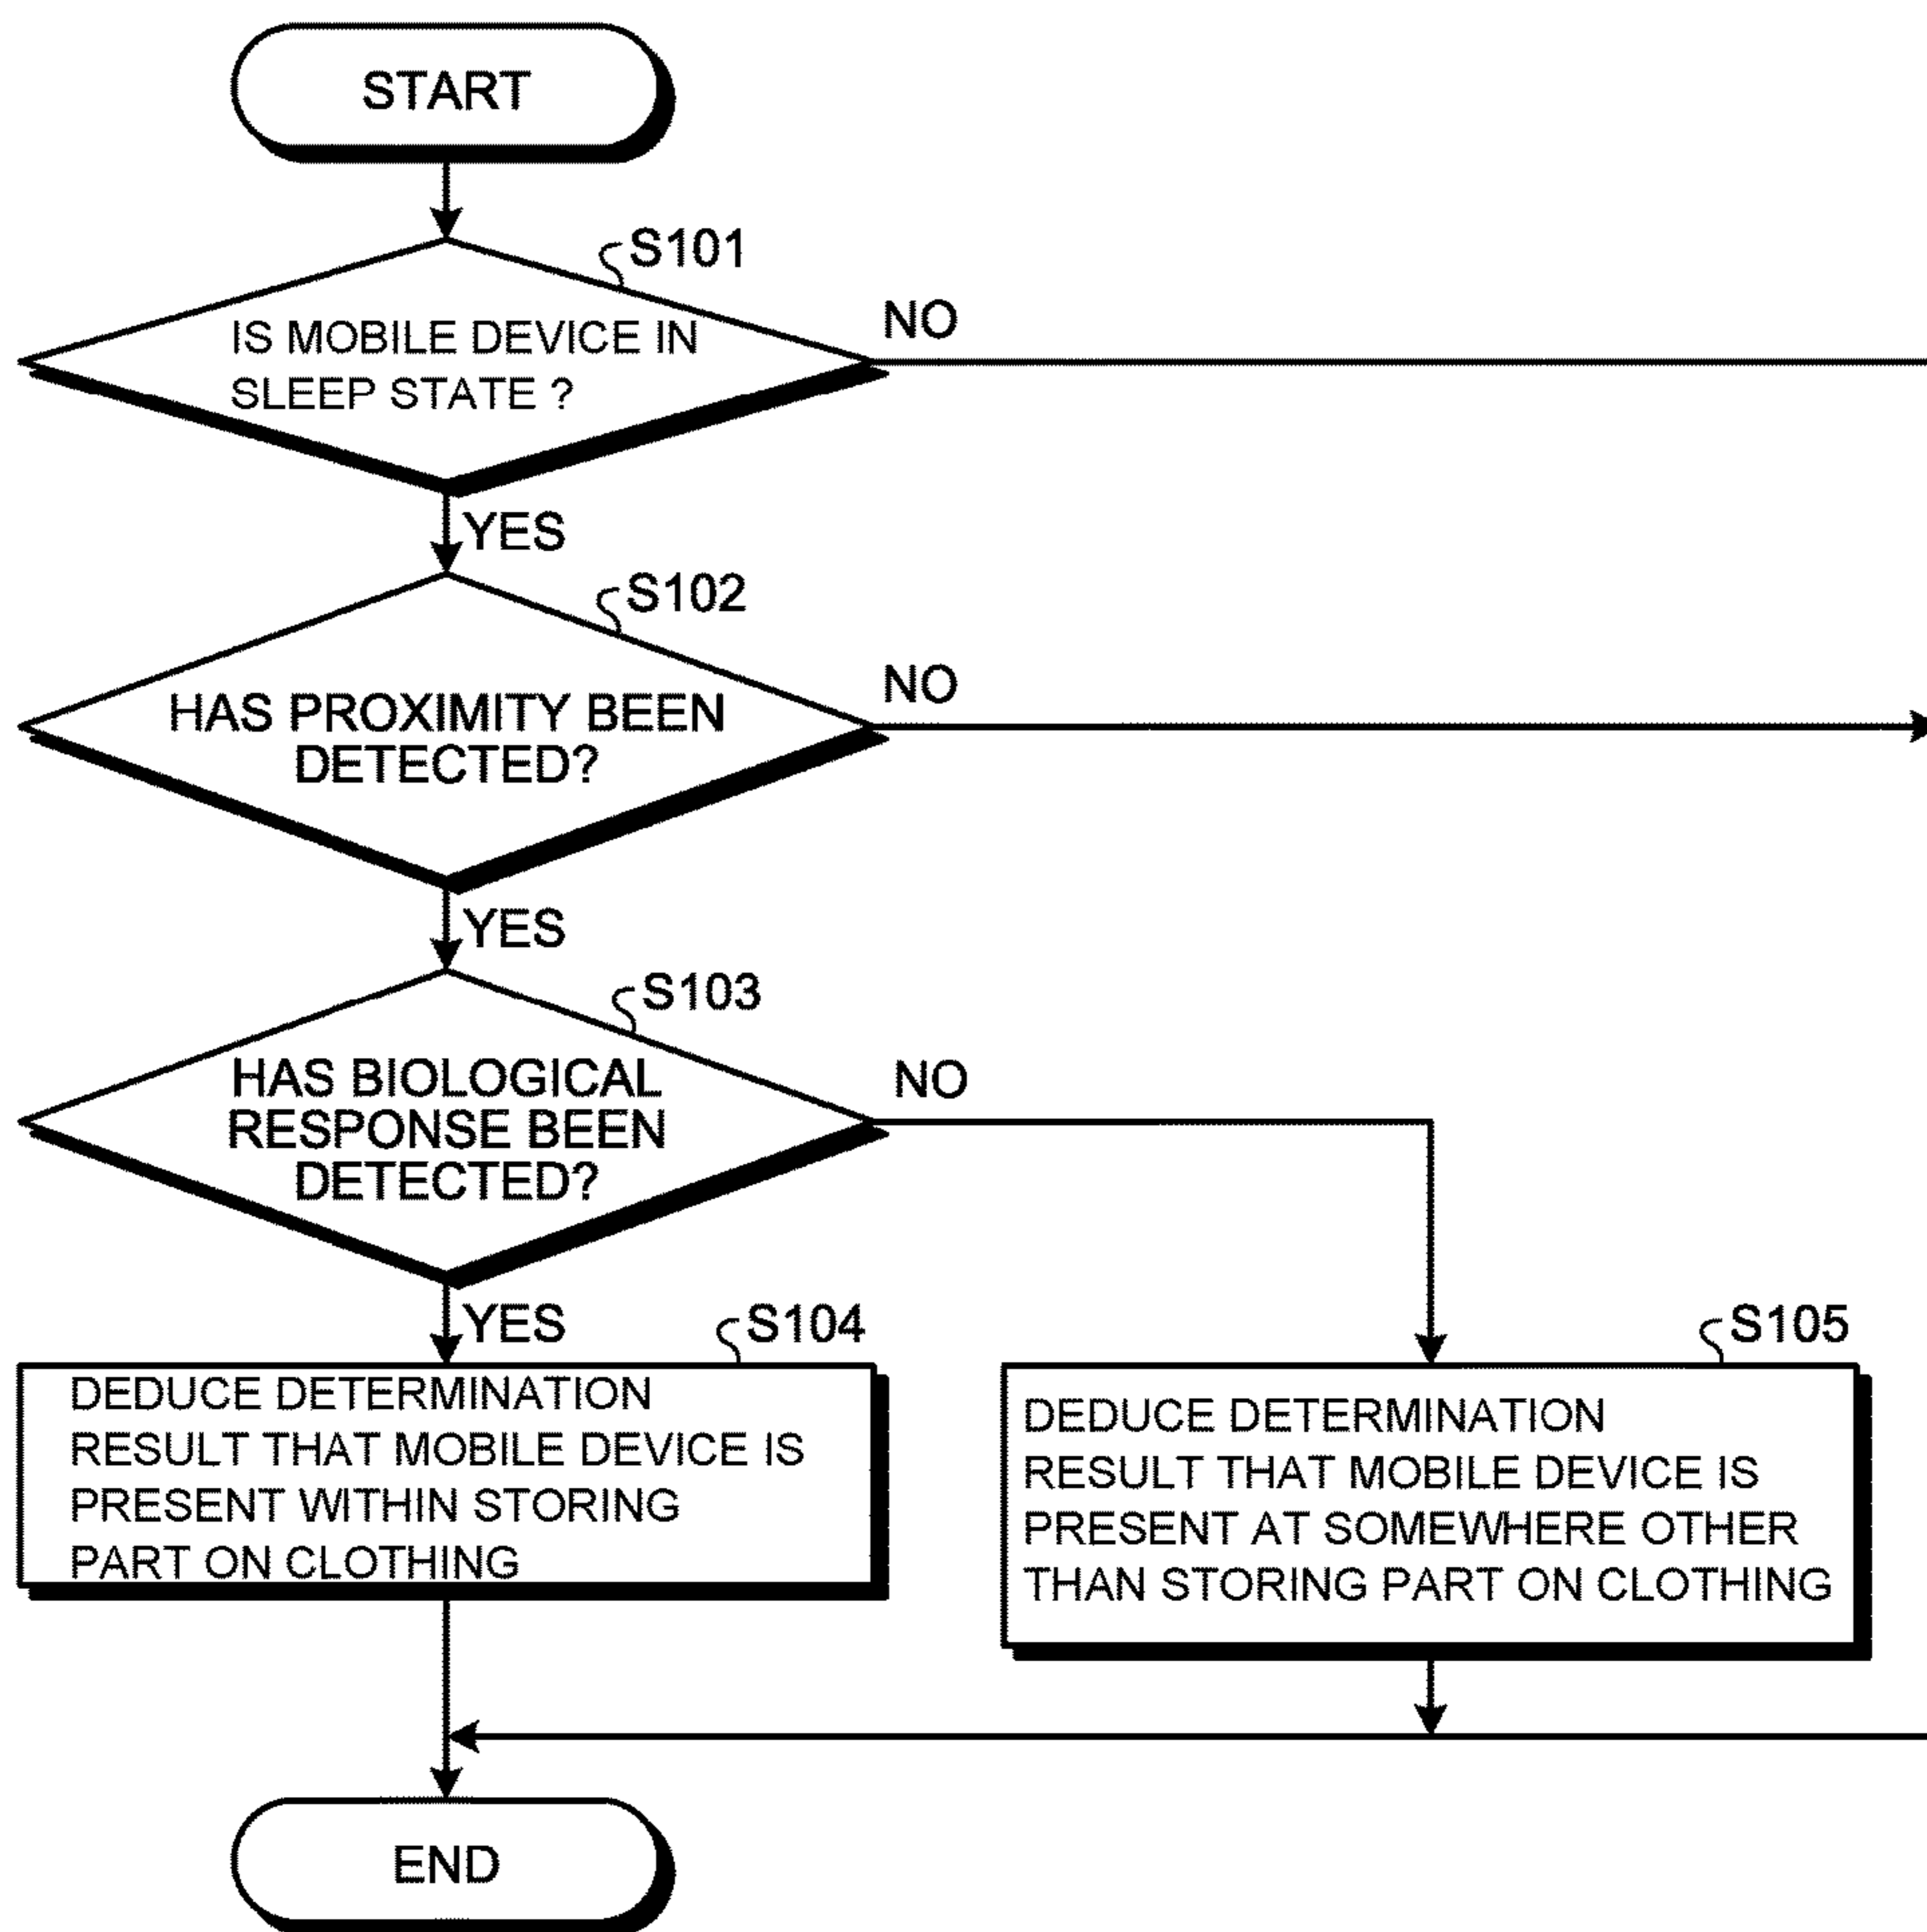 START
S101
IS MOBILE DEVICE IN
SLEEP STATE ?
NO
YES
S102
HAS PROXIMITY BEEN
DETECTED?
NO
YES
S103
HAS BIOLOGICAL
RESPONSE BEEN
DETECTED?
NO
YES
S104
DEDUCE DETERMINATION
RESULT THAT MOBILE DEVICE IS
PRESENT WITHIN STORING
PART ON CLOTHING
S105
DEDUCE DETERMINATION
RESULT THAT MOBILE DEVICE IS
PRESENT AT SOMEWHERE OTHER
THAN STORING PART ON CLOTHING
END